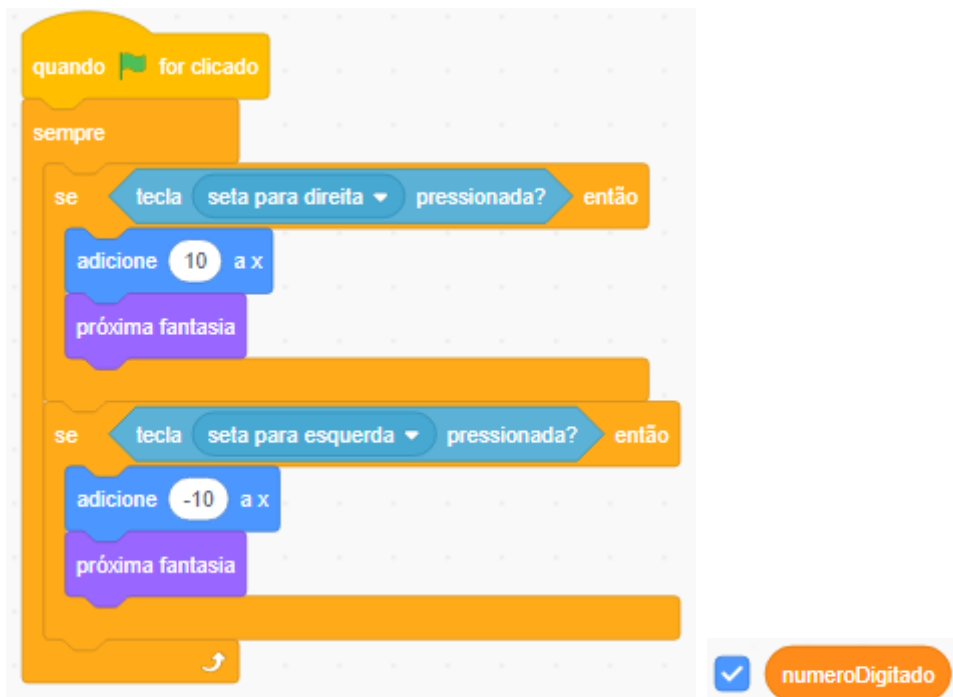 quando for clicado
sempre
se tecla seta para direita pressionada? então
adicione 10 a x
próxima fantasia
se tecla seta para esquerda pressionada? então
adicione -10 a x
próxima fantasia
numeroDigitado